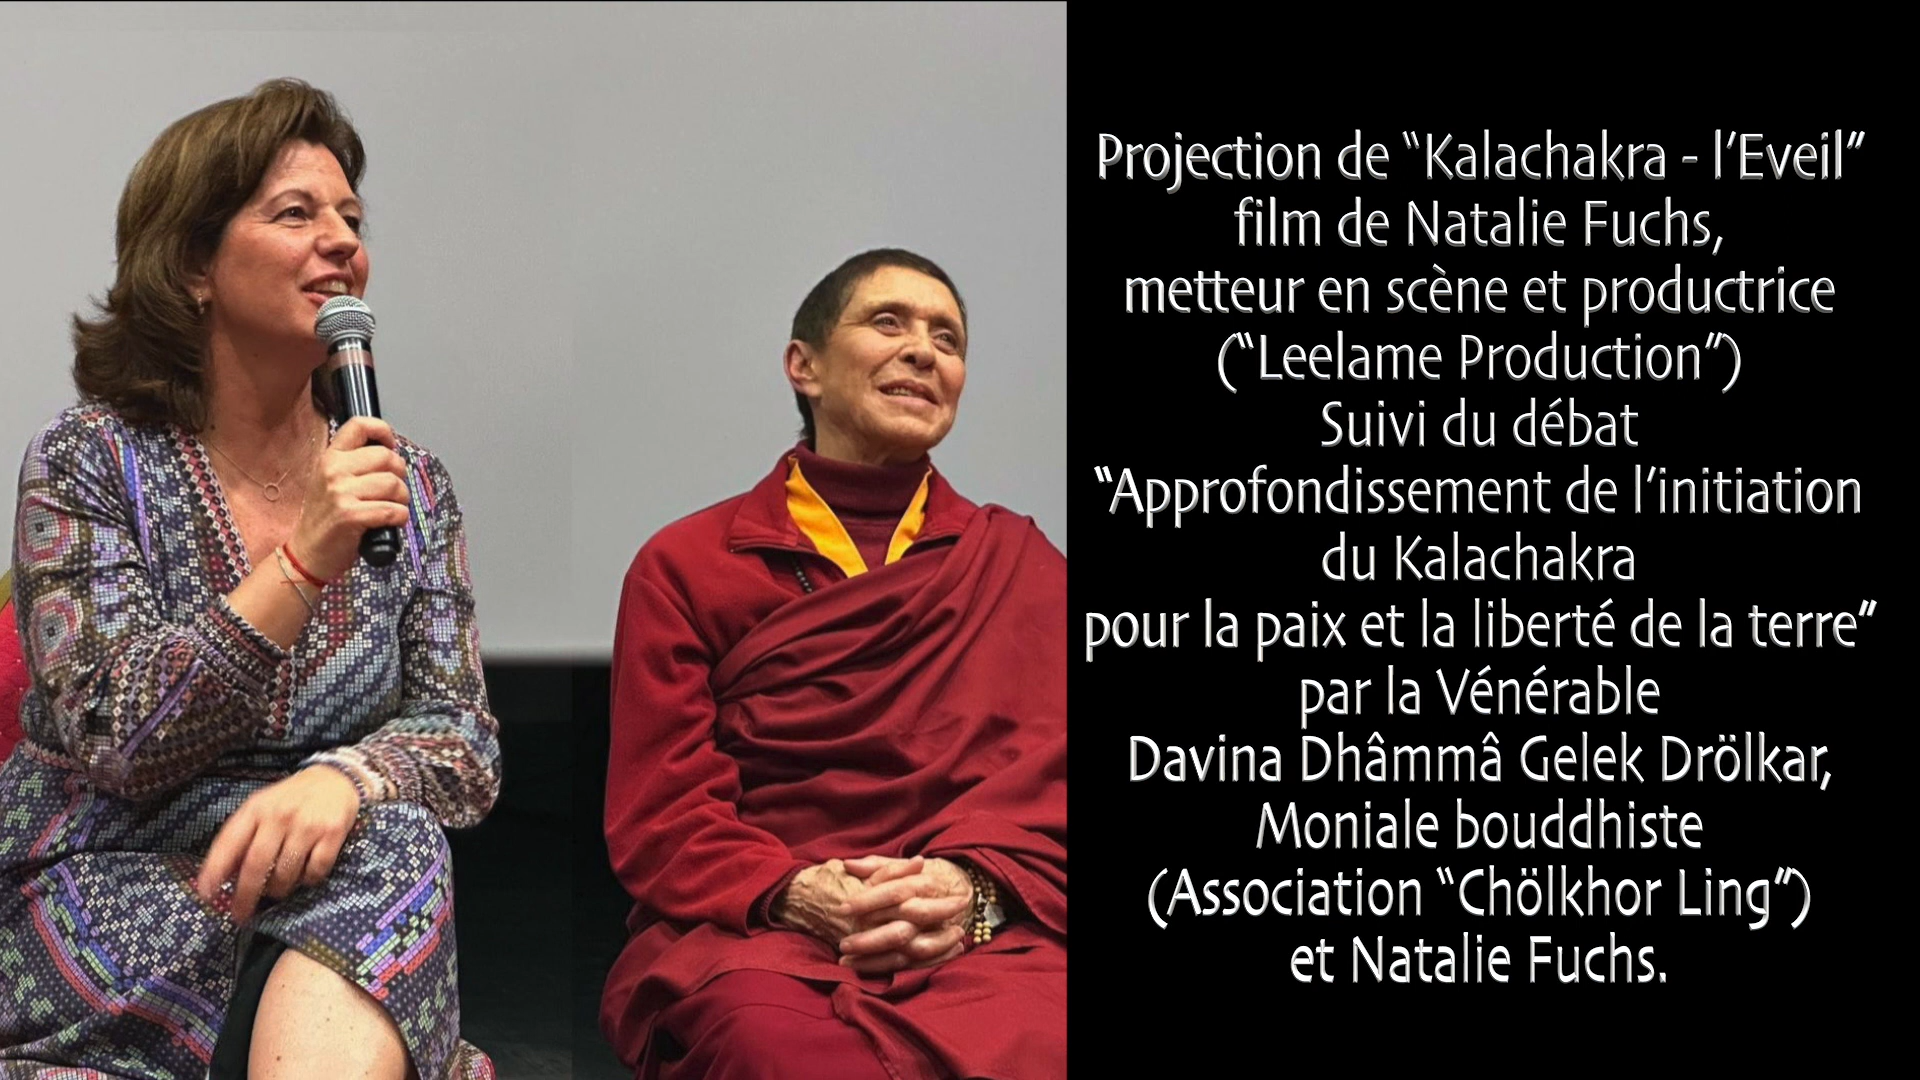 Projection de “Kalachakra - l’Eveil”
film de Natalie Fuchs,
metteur en scène et productrice
(“Leelame Production”)
Suivi du débat
“Approfondissement de l’initiation
du Kalachakra
pour la paix et la liberté de la terre”
par la Vénérable
Davina Dhâmmâ Gelek Drölkar,
Moniale bouddhiste
(Association “Chölkhor Ling”)
et Natalie Fuchs.